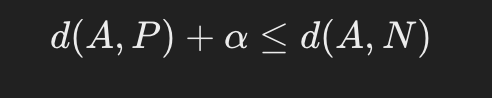 d(A, P) + α ≤ d(A, N)